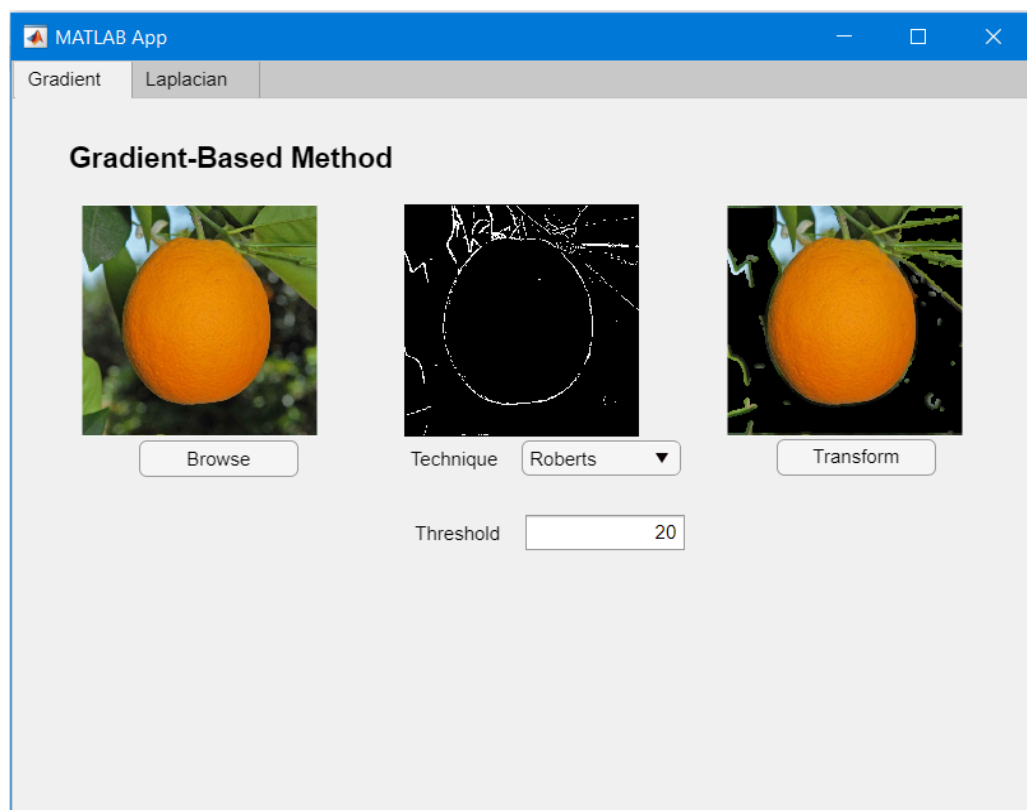 MATLAB App
Gradient Laplacian
Gradient-Based Method
Browse
Technique Roberts
Transform
Threshold 20